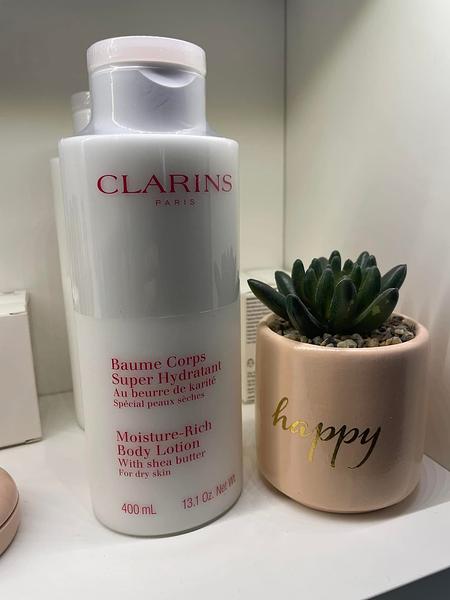 CLARINS
PARIS
Baume Corps
Super Hydratant
Au beurre de karité
Spécial peaux sèches
Moisture-Rich
Body Lotion
With shea butter
For dry skin
400 mL 13.1 Oz. Net Wt.
happy